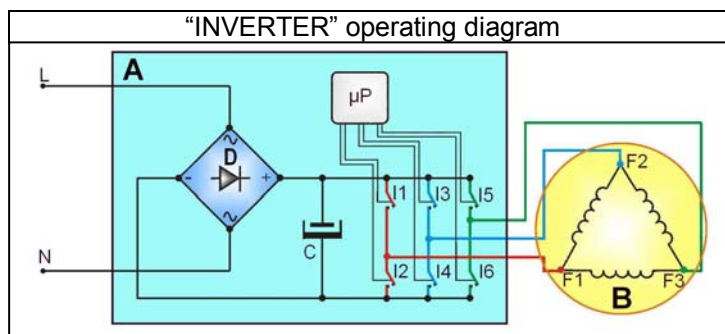 “INVERTER” operating diagram
A
L
µP
D
~
~
-
+
C
I1
I3
I5
I2
I4
I6
N
F2
F1
F3
B